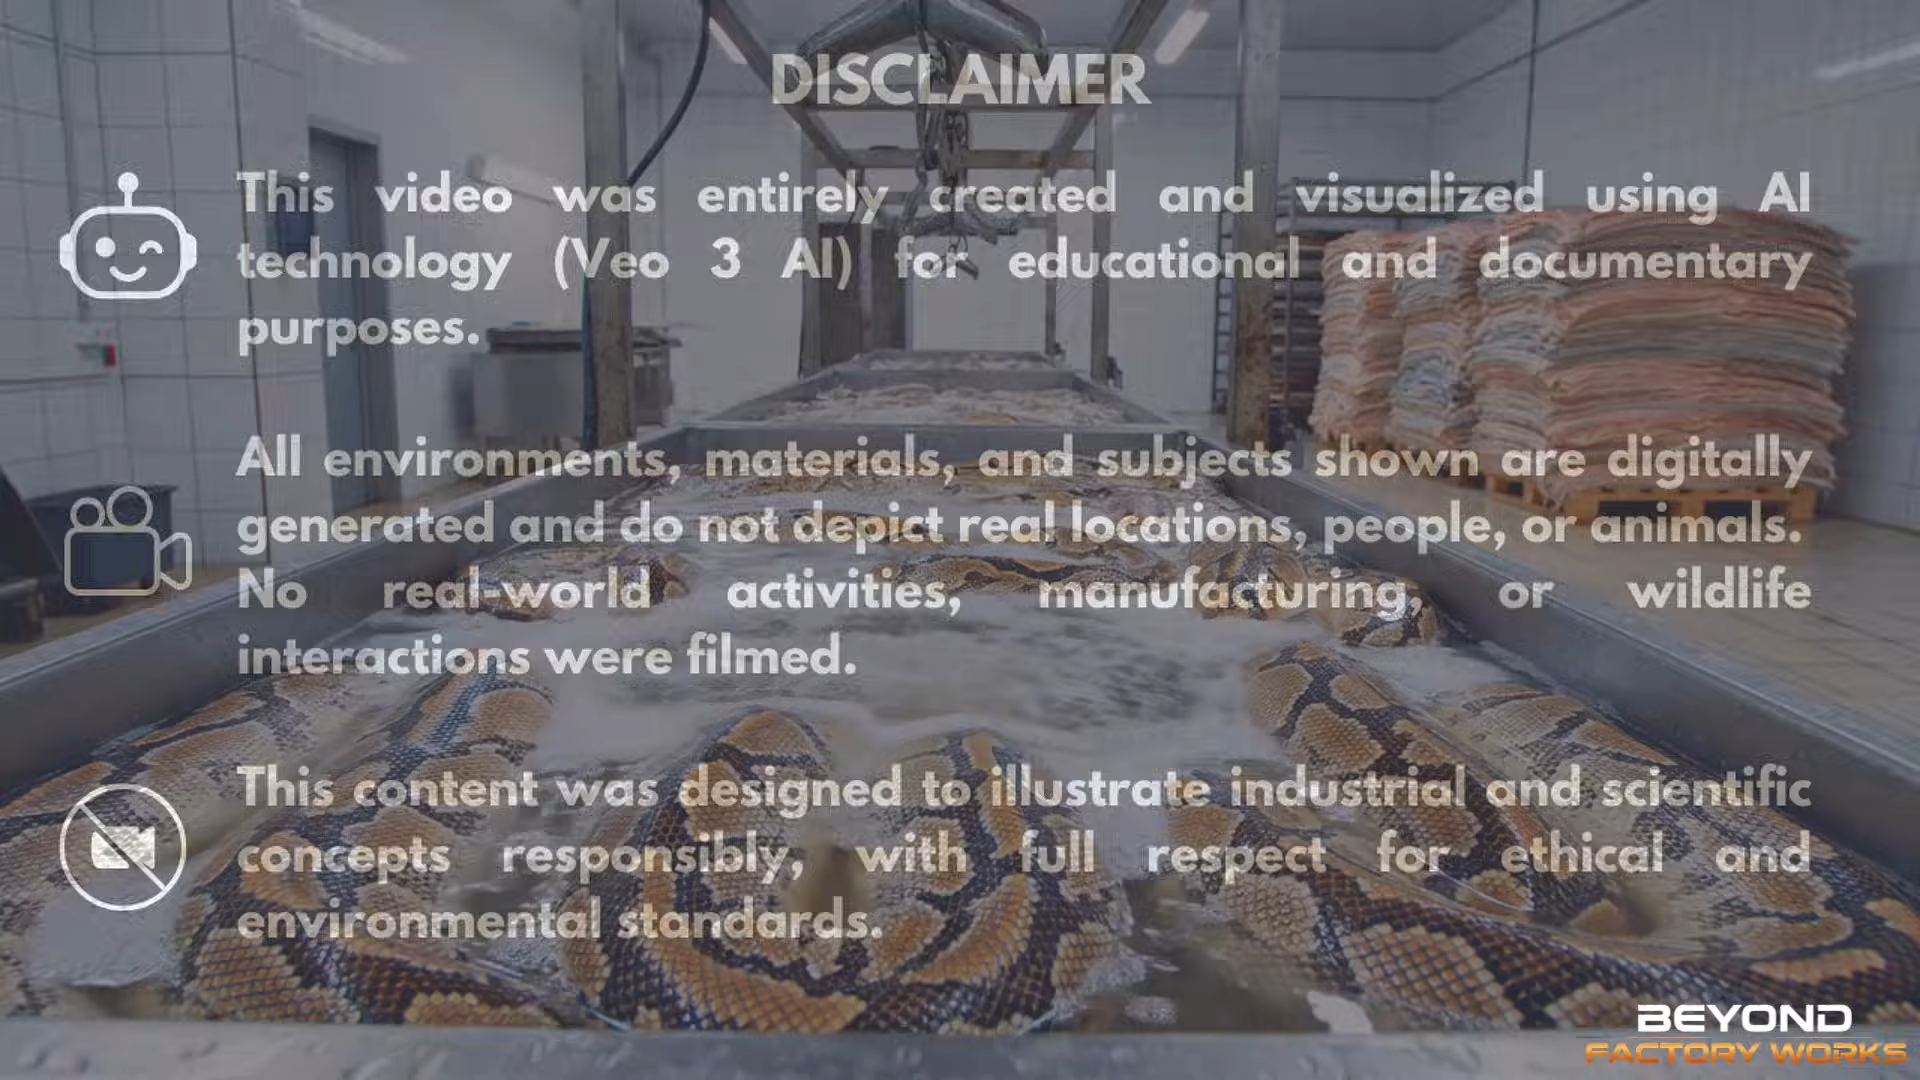 DISCLAIMER
This video was entirely created and visualized using AI
technology (Veo 3 AI) for educational and documentary
purposes.
All environments, materials, and subjects shown are digitally
generated and do not depict real locations, people, or animals.
No real-world activities, manufacturing, or wildlife
interactions were filmed.
This content was designed to illustrate industrial and scientific
concepts responsibly, with full respect for ethical and
environmental standards.
BEYOND
FACTORY WORKS